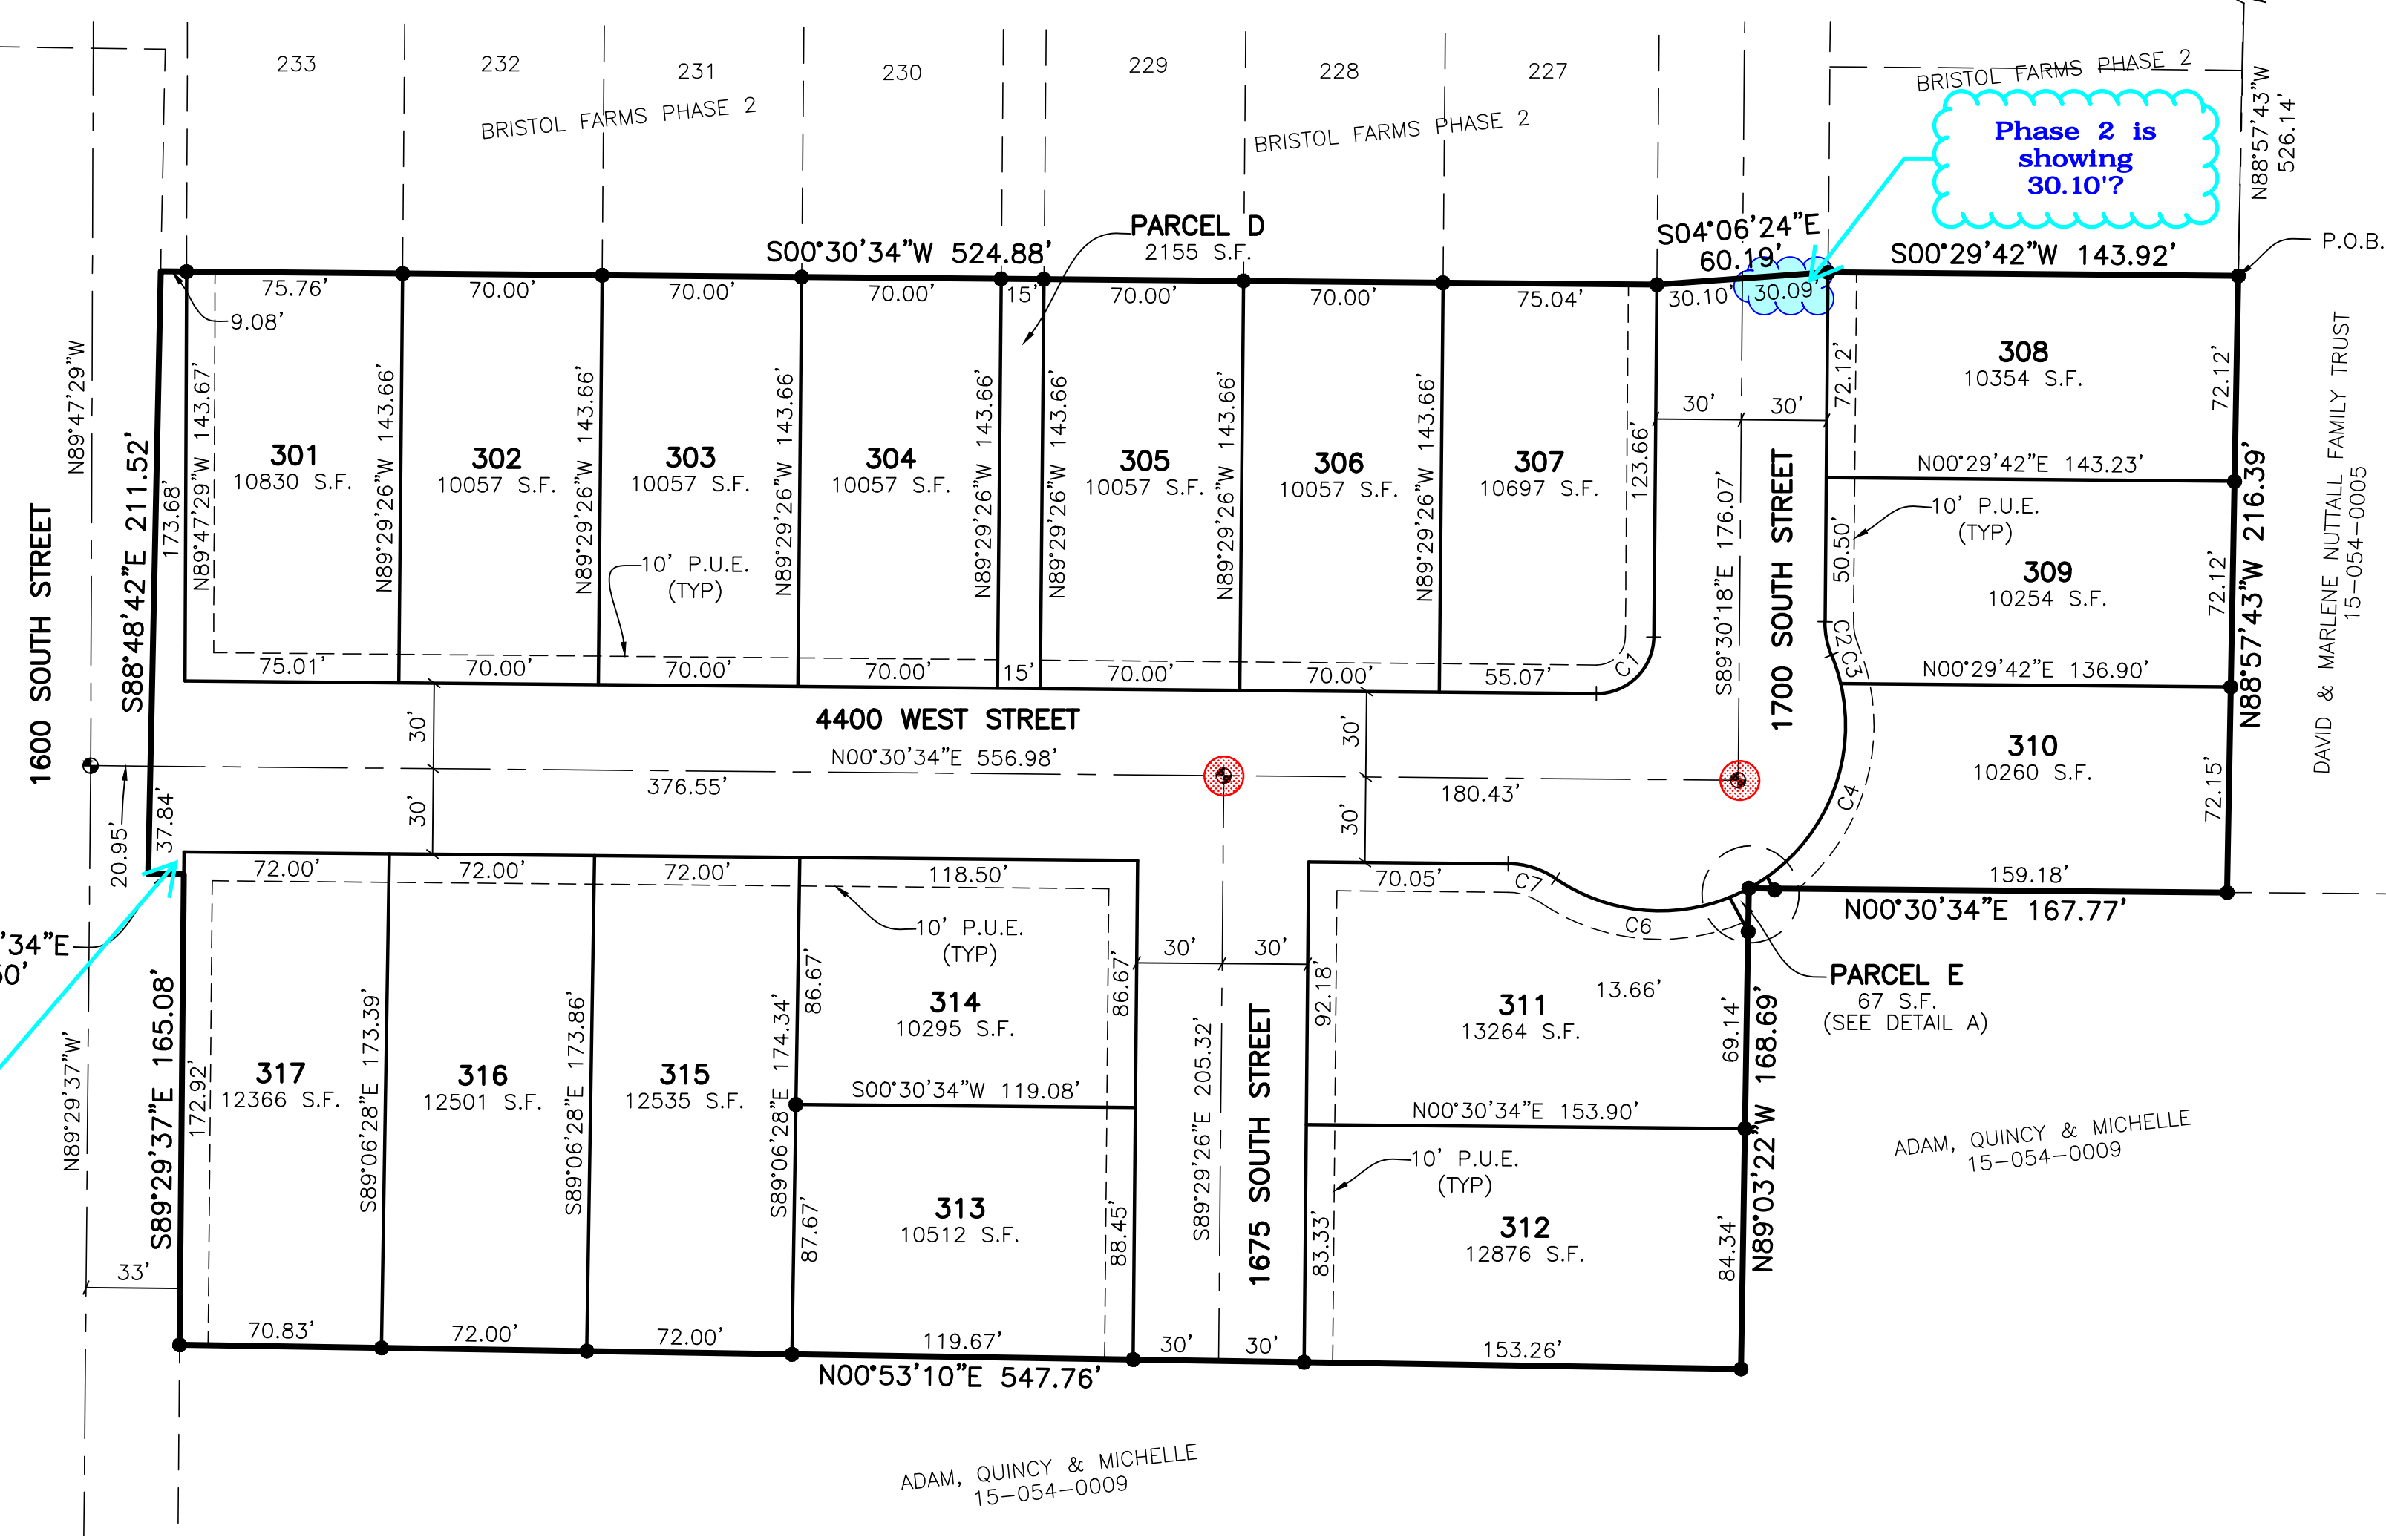 233
232
231
230
229
228
227
BRISTOL FARMS PHASE 2
BRISTOL FARMS PHASE 2
BRISTOL FARMS PHASE 2
Phase 2 is
showing
30.10'?
N88°57'43"W
526.14'
P.O.B.
PARCEL D
2155 S.F.
S00°30'34"W 524.88'
S04°06'24"E
60.19'
S00°29'42"W 143.92'
75.76'
70.00'
70.00'
70.00'
15'
70.00'
70.00'
75.04'
30.10'
30.09'
9.08'
N89°47'29"W
1600 SOUTH STREET
S88°48'42"E 211.52'
173.68'
N89°47'29"W 143.67'
301
10830 S.F.
N89°29'26"W 143.66'
302
10057 S.F.
N89°29'26"W 143.66'
303
10057 S.F.
N89°29'26"W 143.66'
304
10057 S.F.
N89°29'26"W 143.66'
N89°29'26"W 143.66'
305
10057 S.F.
N89°29'26"W 143.66'
306
10057 S.F.
N89°29'26"W 143.66'
307
10697 S.F.
123.66'
30'
30'
S89°30'18"E 176.07'
1700 SOUTH STREET
72.12'
308
10354 S.F.
72.12'
N00°29'42"E 143.23'
10' P.U.E.
(TYP)
50.50'
309
10254 S.F.
72.12'
N88°57'43"W 216.39'
DAVID & MARLENE NUTTALL FAMILY TRUST
15-054-0005
10' P.U.E.
(TYP)
C1
C2
C3
N00°29'42"E 136.90'
75.01'
70.00'
70.00'
70.00'
15'
70.00'
70.00'
55.07'
4400 WEST STREET
N00°30'34"E 556.98'
376.55'
180.43'
30'
30'
30'
30'
C4
310
10260 S.F.
72.15'
159.18'
N00°30'34"E 167.77'
20.95'
37.84'
72.00'
72.00'
72.00'
118.50'
70.05'
C7
C6
'34"E
50'
10' P.U.E.
(TYP)
30'
30'
PARCEL E
67 S.F.
(SEE DETAIL A)
S89°29'37"E 165.08'
N89°29'37"W
172.92'
317
12366 S.F.
S89°06'28"E 173.39'
316
12501 S.F.
S89°06'28"E 173.86'
315
12535 S.F.
S89°06'28"E 174.34'
86.67'
314
10295 S.F.
86.67'
S00°30'34"W 119.08'
S89°29'26"E 205.32'
1675 SOUTH STREET
92.18'
311
13264 S.F.
13.66'
69.14'
N89°03'22"W 168.69'
N00°30'34"E 153.90'
10' P.U.E.
(TYP)
87.67'
313
10512 S.F.
88.45'
83.33'
312
12876 S.F.
84.34'
ADAM, QUINCY & MICHELLE
15-054-0009
33'
70.83'
72.00'
72.00'
119.67'
30'
30'
153.26'
N00°53'10"E 547.76'
ADAM, QUINCY & MICHELLE
15-054-0009